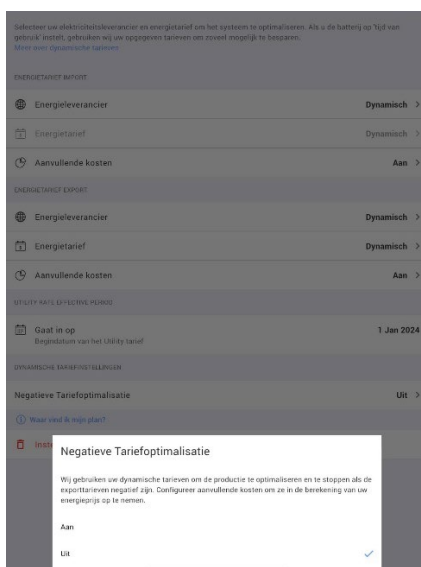 Selecteer uw elektriciteitsleverancier en energietarief om het systeem te optimaliseren. Als u de batterij op 'tijd van
gebruik' instelt, gebruiken wij uw opgegeven tarieven om zoveel mogelijk te besparen.
Meer over dynamische tarieven
ENERGIETARIEF IMPORT
Energieleverancier Dynamisch >
Energietarief Dynamisch >
Aanvullende kosten Aan >
ENERGIETARIEF EXPORT
Energieleverancier Dynamisch >
Energietarief Dynamisch >
Aanvullende kosten Aan >
UTILITY RATE EFFECTIVE PERIOD
Gaat in op 1 Jan 2024
Begindatum van het Utility tarief
DYNAMISCHE TARIEFINSTELLINGEN
Negatieve Tariefoptimalisatie Uit >
Waar vind ik mijn plan?
Inste
Negatieve Tariefoptimalisatie
Wij gebruiken uw dynamische tarieven om de productie te optimaliseren en te stoppen als de
exporttarieven negatief zijn. Configureer aanvullende kosten om ze in de berekening van uw
energieprijs op te nemen.
Aan
Uit